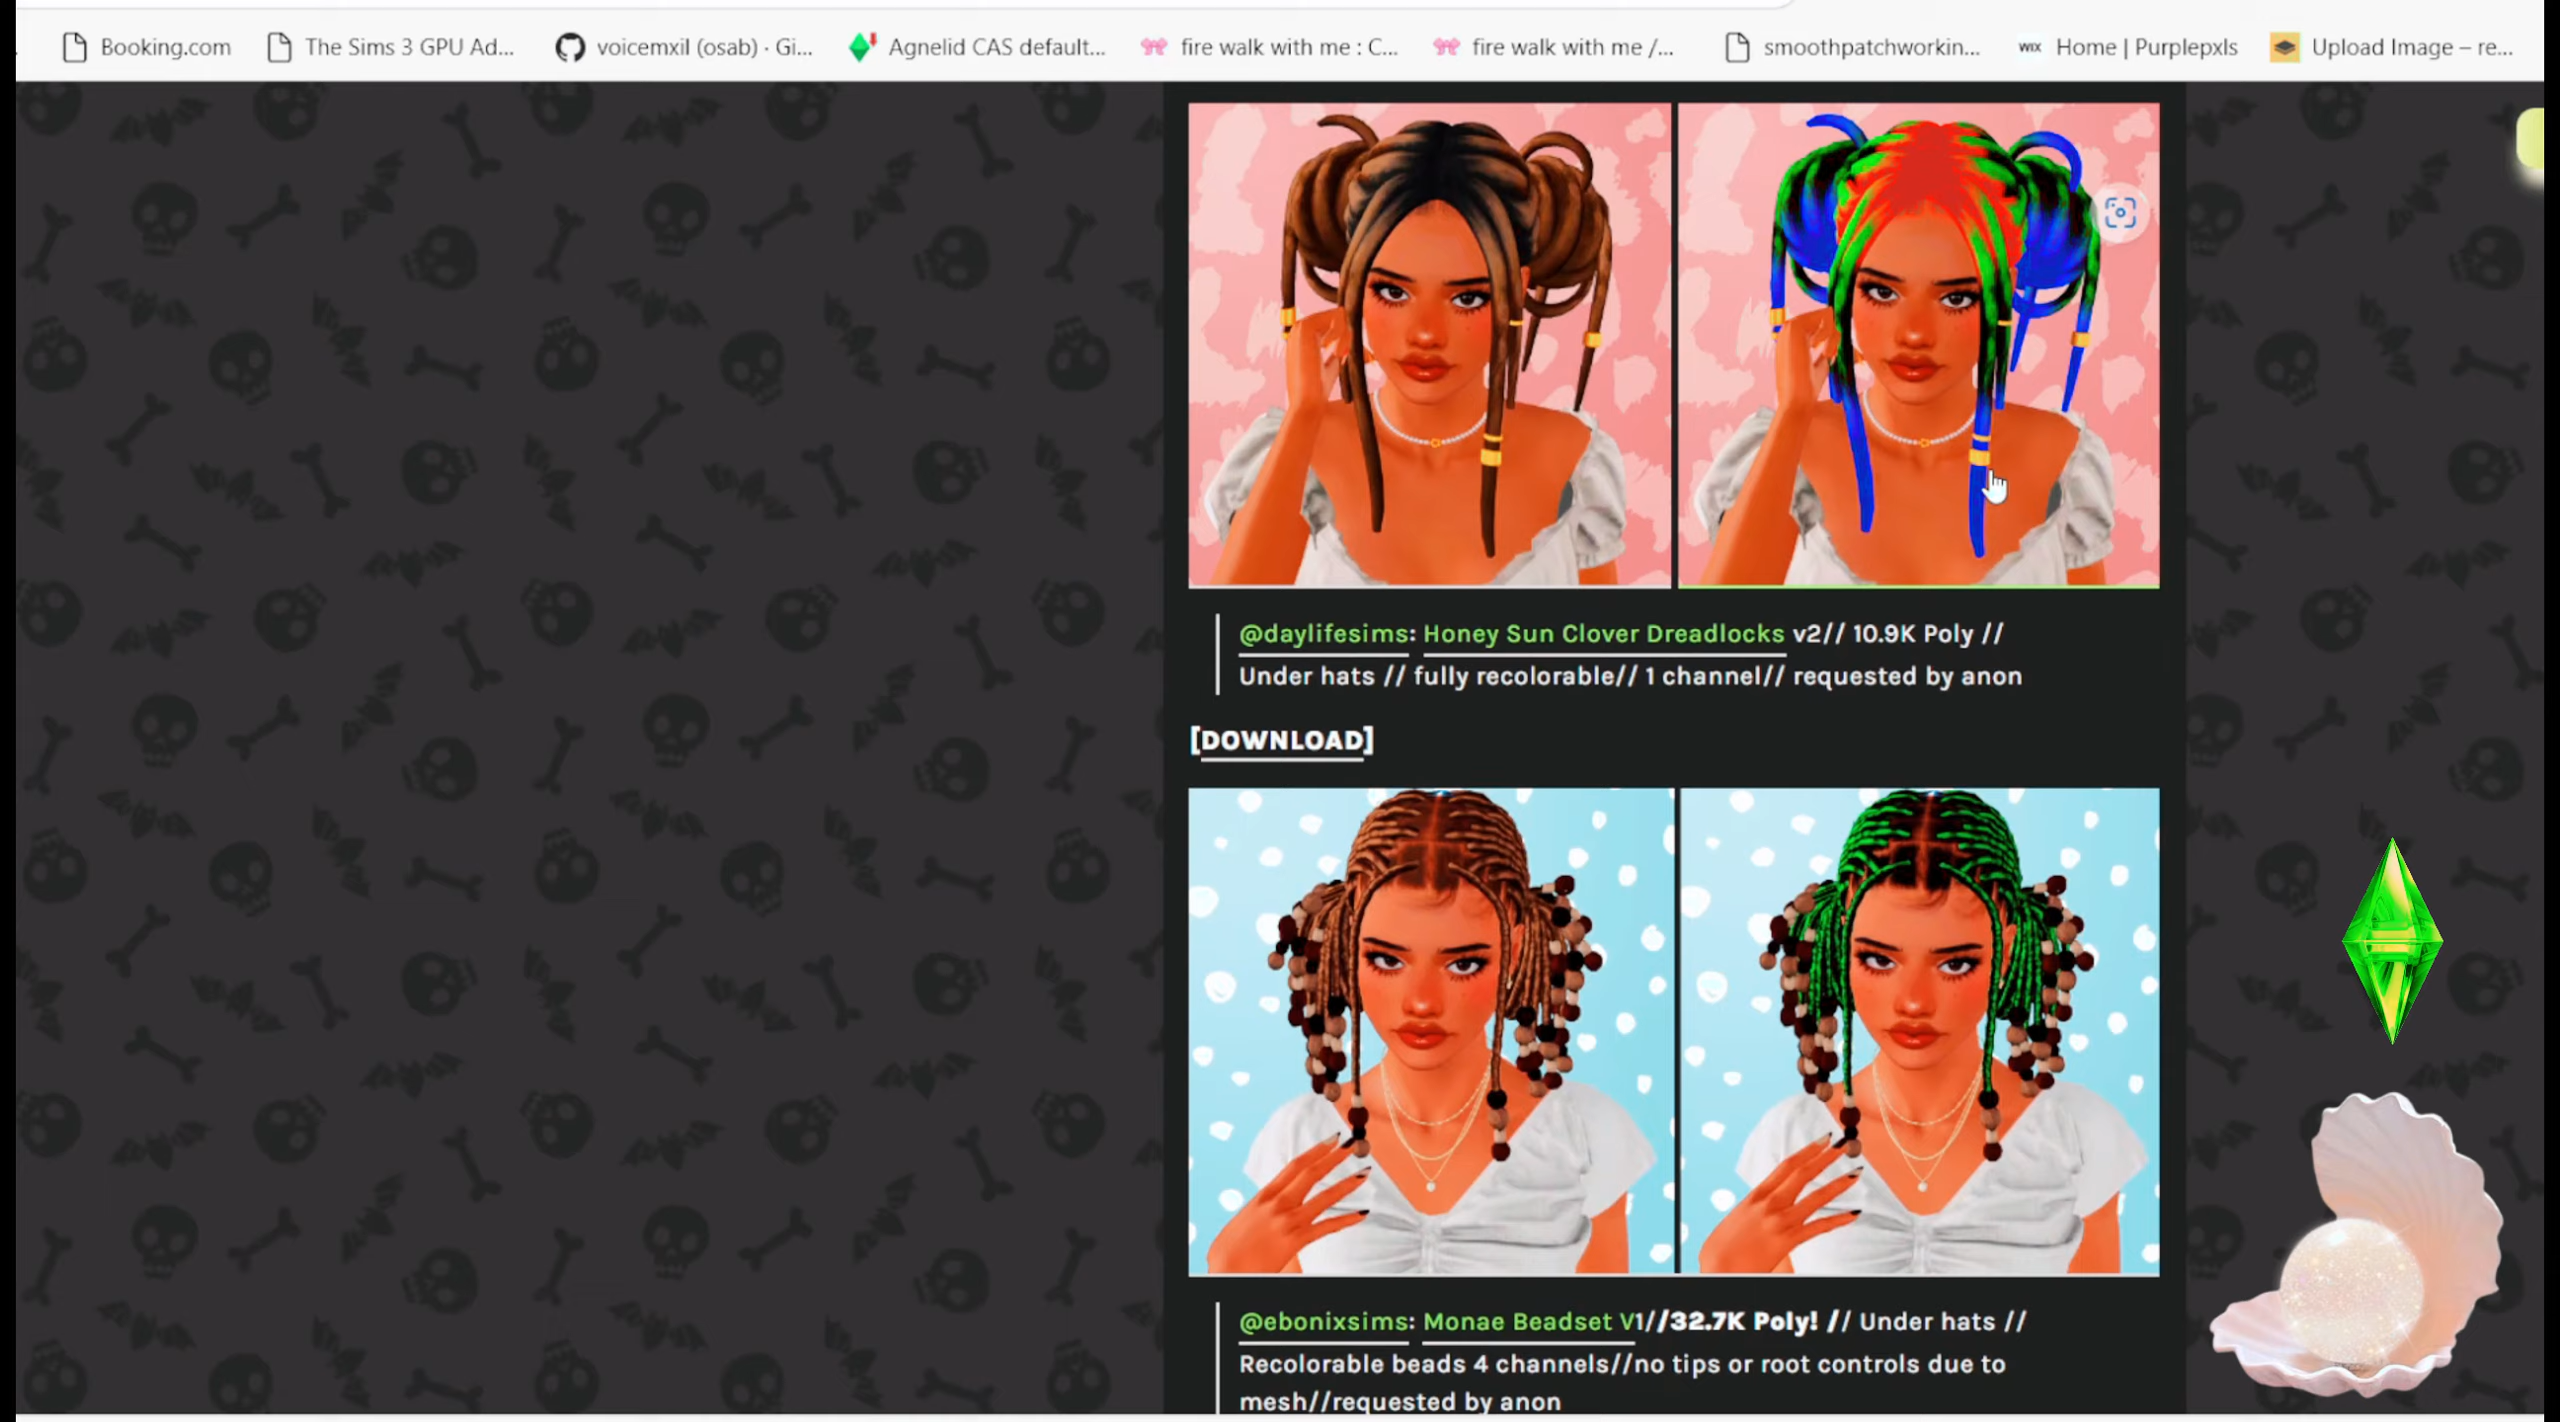 Booking.com
The Sims 3 GPU Ad...
voicemxil (osab) · Gi...
Agnelid CAS default...
fire walk with me : C...
fire walk with me /...
smoothpatchworkin...
WIX Home | Purplepxls
Upload Image – re...
@daylifesims: Honey Sun Clover Dreadlocks v2// 10.9K Poly //
Under hats // fully recolorable// 1 channel// requested by anon
[DOWNLOAD]
@ebonixsims: Monae Beadset V1//32.7K Poly! // Under hats //
Recolorable beads 4 channels//no tips or root controls due to
mesh//requested by anon